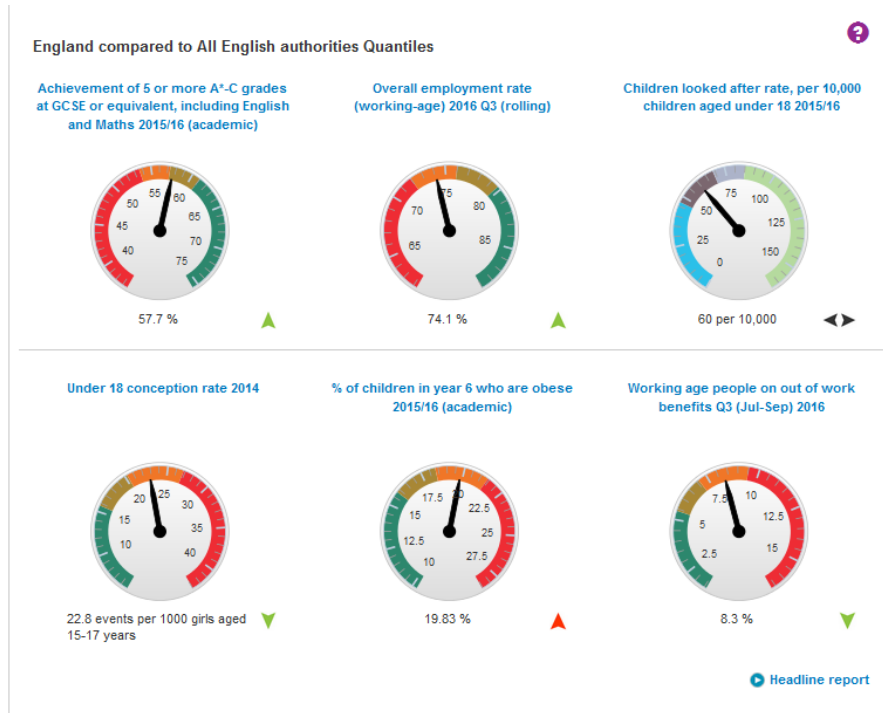 ?
England compared to All English authorities Quantiles
Achievement of 5 or more A*-C grades
at GCSE or equivalent, including English
and Maths 2015/16 (academic)
40
45
50
55
60
65
70
75
57.7 %
Overall employment rate
(working-age) 2016 Q3 (rolling)
65
70
75
80
85
74.1 %
Children looked after rate, per 10,000
children aged under 18 2015/16
0
25
50
75
100
125
150
60 per 10,000
Under 18 conception rate 2014
10
15
20
25
30
35
40
22.8 events per 1000 girls aged
15-17 years
% of children in year 6 who are obese
2015/16 (academic)
10
12.5
15
17.5
20
22.5
25
27.5
19.83 %
Working age people on out of work
benefits Q3 (Jul-Sep) 2016
2.5
5
7.5
10
12.5
15
8.3 %
Headline report